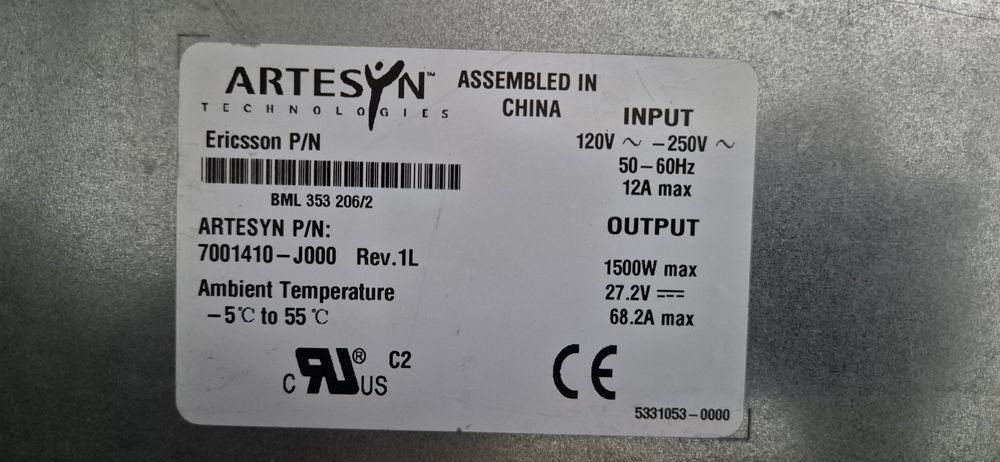 ARTESYN™
TECHNOLOGIES
ASSEMBLED IN
CHINA
Ericsson P/N
BML 353 206/2
ARTESYN P/N:
7001410-J000 Rev.1L
Ambient Temperature
-5℃ to 55℃
C RU® US C2
INPUT
120V ~ -250V ~
50-60Hz
12A max
OUTPUT
1500W max
27.2V ⎓
68.2A max
CE
5331053-0000